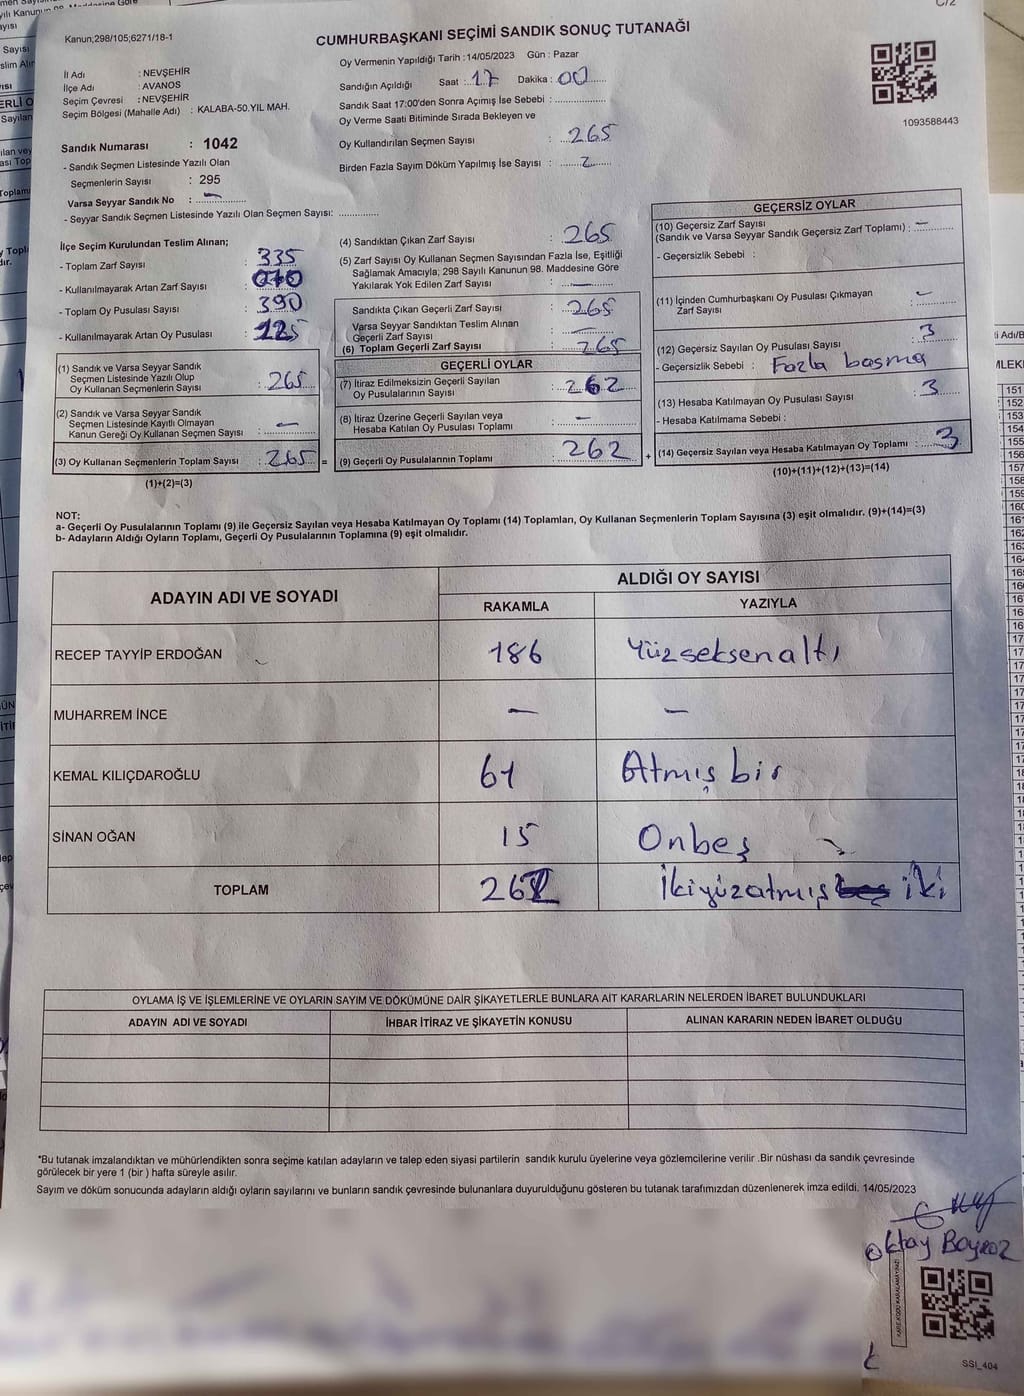 Kanun;298/105;6271/18-1
CUMHURBAŞKANI SEÇİMİ SANDIK SONUÇ TUTANAĞI
C/2
Oy Vermenin Yapıldığı Tarih :14/05/2023 Gün : Pazar
İl Adı : NEVŞEHİR
İlçe Adı : AVANOS
Seçim Çevresi : NEVŞEHİR
Seçim Bölgesi (Mahalle Adı) : KALABA-50.YIL MAH.
Sandığın Açıldığı Saat : 17 Dakika : 00
Sandık Saat 17:00'den Sonra Açımış İse Sebebi :
Oy Verme Saati Bitiminde Sırada Bekleyen ve
Oy Kullandırılan Seçmen Sayısı : 265
Birden Fazla Sayım Döküm Yapılmış İse Sayısı : 2
1093588443
Sandık Numarası : 1042
- Sandık Seçmen Listesinde Yazılı Olan
Seçmenlerin Sayısı : 295
Varsa Seyyar Sandık No : -
- Seyyar Sandık Seçmen Listesinde Yazılı Olan Seçmen Sayısı:
İlçe Seçim Kurulundan Teslim Alınan;
- Toplam Zarf Sayısı : 335
- Kullanılmayarak Artan Zarf Sayısı : 070
- Toplam Oy Pusulası Sayısı : 390
- Kullanılmayarak Artan Oy Pusulası : 125
(1) Sandık ve Varsa Seyyar Sandık
Seçmen Listesinde Yazılı Olup
Oy Kullanan Seçmenlerin Sayısı : 265
(2) Sandık ve Varsa Seyyar Sandık
Seçmen Listesinde Kayıtlı Olmayan
Kanun Gereği Oy Kullanan Seçmen Sayısı : -
(3) Oy Kullanan Seçmenlerin Toplam Sayısı : 265 =
(1)+(2)=(3)
(4) Sandıktan Çıkan Zarf Sayısı : 265
(5) Zarf Sayısı Oy Kullanan Seçmen Sayısından Fazla İse, Eşitliği
Sağlamak Amacıyla; 298 Sayılı Kanunun 98. Maddesine Göre
Yakılarak Yok Edilen Zarf Sayısı : -
Sandıkta Çıkan Geçerli Zarf Sayısı : 265
Varsa Seyyar Sandıktan Teslim Alınan
Geçerli Zarf Sayısı : -
(6) Toplam Geçerli Zarf Sayısı : 265
GEÇERLİ OYLAR
(7) İtiraz Edilmeksizin Geçerli Sayılan
Oy Pusulalarının Sayısı : 262
(8) İtiraz Üzerine Geçerli Sayılan veya
Hesaba Katılan Oy Pusulası Toplamı : -
(9) Geçerli Oy Pusulalarının Toplamı : 262 +
GEÇERSİZ OYLAR
(10) Geçersiz Zarf Sayısı
(Sandık ve Varsa Seyyar Sandık Geçersiz Zarf Toplamı) : -
- Geçersizlik Sebebi :
(11) İçinden Cumhurbaşkanı Oy Pusulası Çıkmayan
Zarf Sayısı : -
(12) Geçersiz Sayılan Oy Pusulası Sayısı : 3
- Geçersizlik Sebebi : Fazla basma
(13) Hesaba Katılmayan Oy Pusulası Sayısı : 3
- Hesaba Katılmama Sebebi :
(14) Geçersiz Sayılan veya Hesaba Katılmayan Oy Toplamı : 3
(10)+(11)+(12)+(13)=(14)
NOT:
a- Geçerli Oy Pusulalarının Toplamı (9) ile Geçersiz Sayılan veya Hesaba Katılmayan Oy Toplamı (14) Toplamları, Oy Kullanan Seçmenlerin Toplam Sayısına (3) eşit olmalıdır. (9)+(14)=(3)
b- Adayların Aldığı Oyların Toplamı, Geçerli Oy Pusulalarının Toplamına (9) eşit olmalıdır.
ADAYIN ADI VE SOYADI
ALDIĞI OY SAYISI
RAKAMLA YAZIYLA
RECEP TAYYİP ERDOĞAN 186 Yüzseksenaltı
MUHARREM İNCE - -
KEMAL KILIÇDAROĞLU 61 Atmış bir
SİNAN OĞAN 15 Onbeş
TOPLAM 262 İkiyüzatmış iki
OYLAMA İŞ VE İŞLEMLERİNE VE OYLARIN SAYIM VE DÖKÜMÜNE DAİR ŞİKAYETLERLE BUNLARA AİT KARARLARIN NELERDEN İBARET BULUNDUKLARI
ADAYIN ADI VE SOYADI İHBAR İTİRAZ VE ŞİKAYETİN KONUSU ALINAN KARARIN NEDEN İBARET OLDUĞU
*Bu tutanak imzalandıktan ve mühürlendikten sonra seçime katılan adayların ve talep eden siyasi partilerin sandık kurulu üyelerine veya gözlemcilerine verilir .Bir nüshası da sandık çevresinde
görülecek bir yere 1 (bir ) hafta süreyle asılır.
Sayım ve döküm sonucunda adayların aldığı oyların sayılarını ve bunların sandık çevresinde bulunanlara duyurulduğunu gösteren bu tutanak tarafımızdan düzenlenerek imza edildi. 14/05/2023
Oktay
KARE KODU KARALAMAYINIZ!
SSI_404